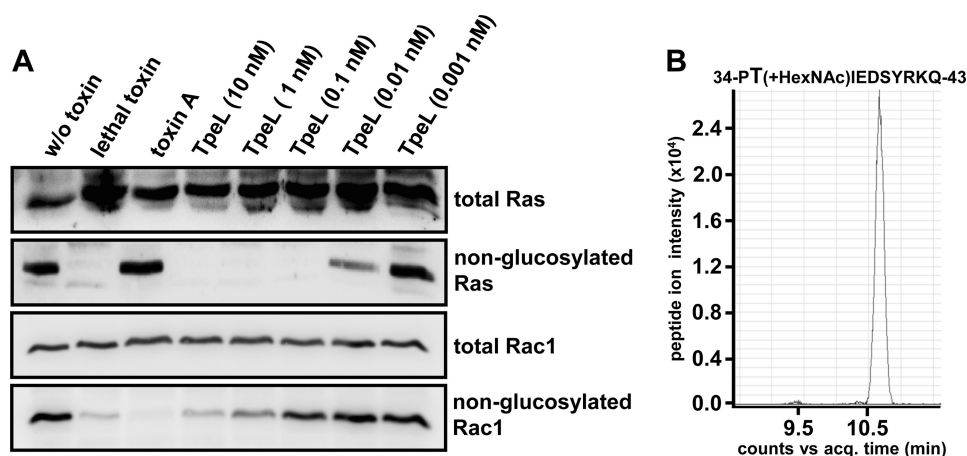 A
w/o toxin
lethal toxin
toxin A
TpeL (10 nM)
TpeL ( 1 nM)
TpeL (0.1 nM)
TpeL (0.01 nM)
TpeL (0.001 nM)
total Ras
non-glucosylated
Ras
total Rac1
non-glucosylated
Rac1
B
34-PT(+HexNAc)IEDSYRKQ-43
peptide ion intensity (x10⁴)
2.4
2.0
1.6
1.2
0.8
0.4
0.0
9.5 10.5
counts vs acq. time (min)